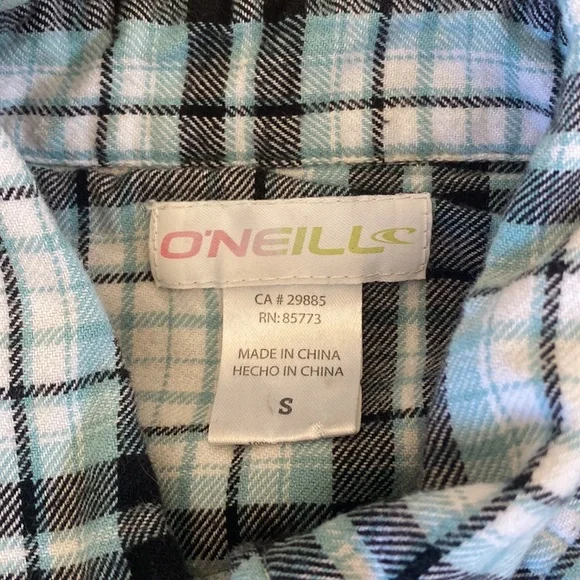 O'NEILL
CA # 29885
RN: 85773
MADE IN CHINA
HECHO IN CHINA
S